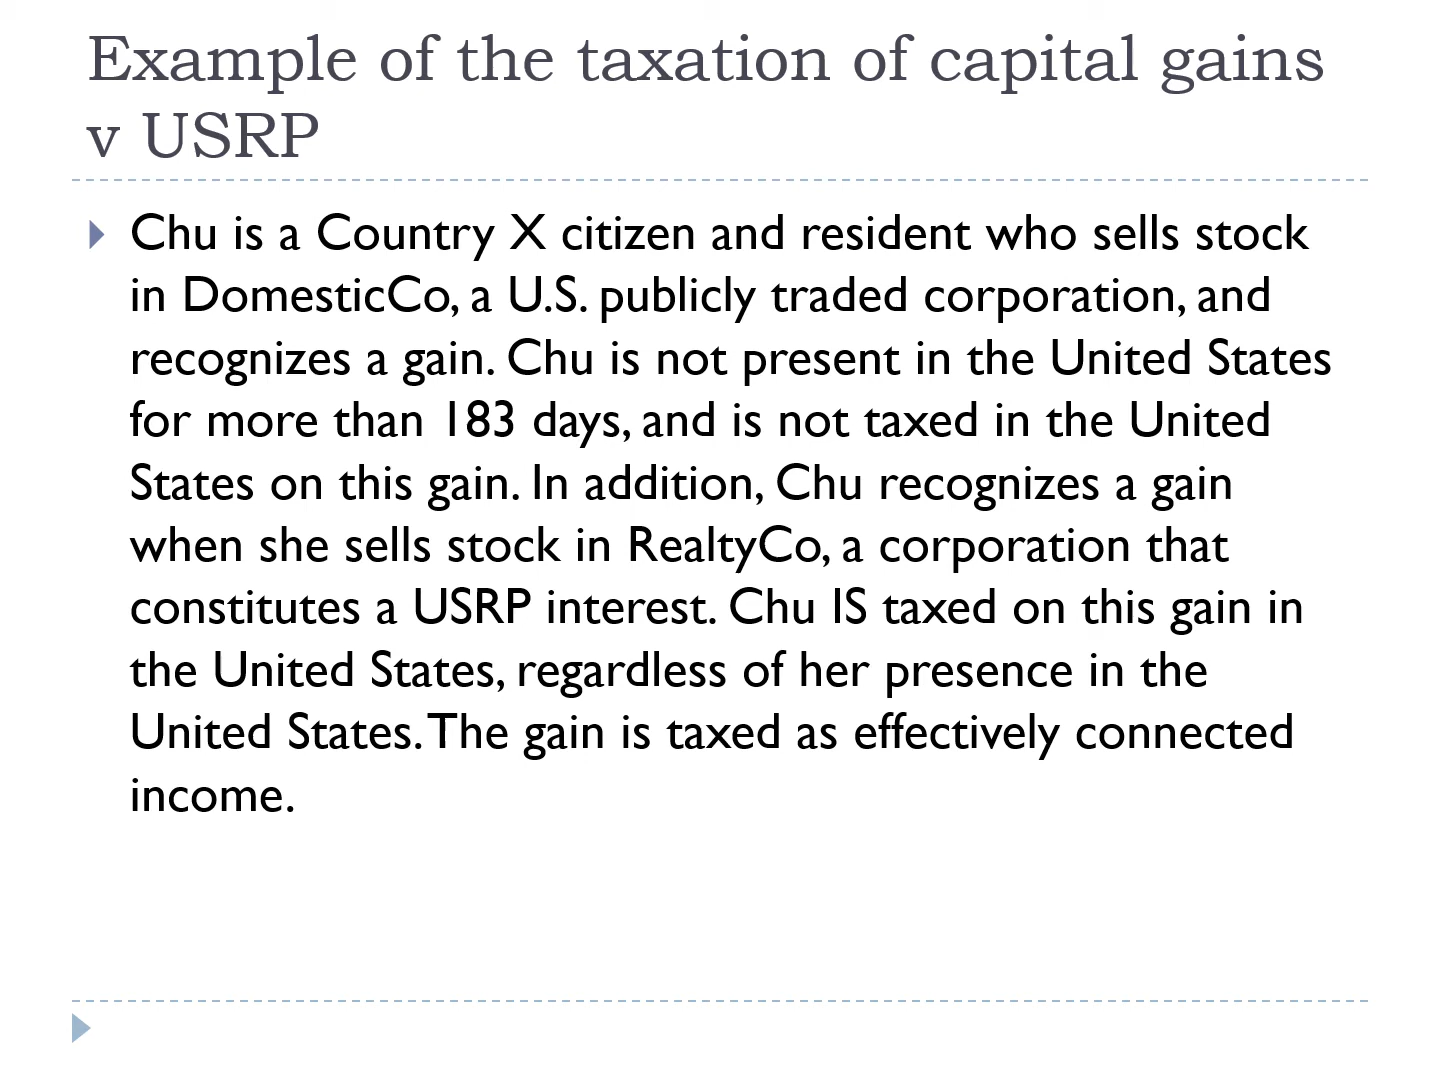 Example of the taxation of capital gains
v USRP
Chu is a Country X citizen and resident who sells stock
in DomesticCo, a U.S. publicly traded corporation, and
recognizes a gain. Chu is not present in the United States
for more than 183 days, and is not taxed in the United
States on this gain. In addition, Chu recognizes a gain
when she sells stock in RealtyCo, a corporation that
constitutes a USRP interest. Chu IS taxed on this gain in
the United States, regardless of her presence in the
United States. The gain is taxed as effectively connected
income.